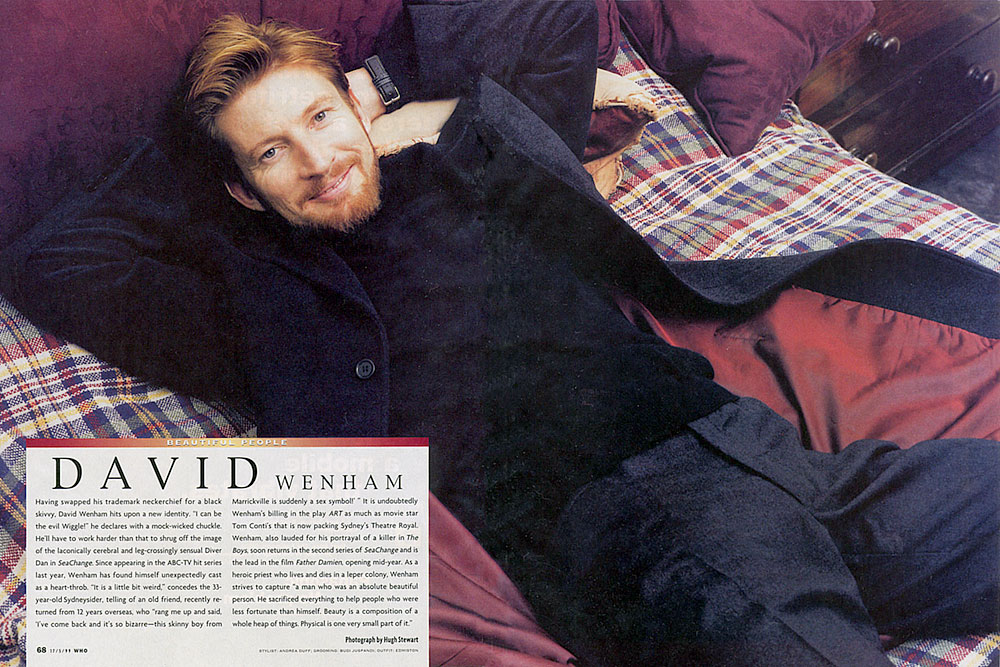 BEAUTIFUL PEOPLE
DAVID WENHAM
Having swapped his trademark neckerchief for a black
skivvy, David Wenham hits upon a new identity. "I can be
the evil Wiggle!" he declares with a mock-wicked chuckle.
He'll have to work harder than that to shrug off the image
of the laconically cerebral and leg-crossingly sensual Diver
Dan in SeaChange. Since appearing in the ABC-TV hit series
last year, Wenham has found himself unexpectedly cast
as a heart-throb. "It is a little bit weird," concedes the 33-
year-old Sydneysider, telling of an old friend, recently re-
turned from 12 years overseas, who "rang me up and said,
'I've come back and it's so bizarre—this skinny boy from
Marrickville is suddenly a sex symbol!' " It is undoubtedly
Wenham's billing in the play ART as much as movie star
Tom Conti's that is now packing Sydney's Theatre Royal.
Wenham, also lauded for his portrayal of a killer in The
Boys, soon returns in the second series of SeaChange and is
the lead in the film Father Damien, opening mid-year. As a
heroic priest who lives and dies in a leper colony, Wenham
strives to capture "a man who was an absolute beautiful
person. He sacrificed everything to help people who were
less fortunate than himself. Beauty is a composition of a
whole heap of things. Physical is one very small part of it."
Photograph by Hugh Stewart
68 17/5/99 WHO
STYLIST: ANDREA DUFF; GROOMING: BUDI JUSPANDI; OUTFIT: EDMISTON